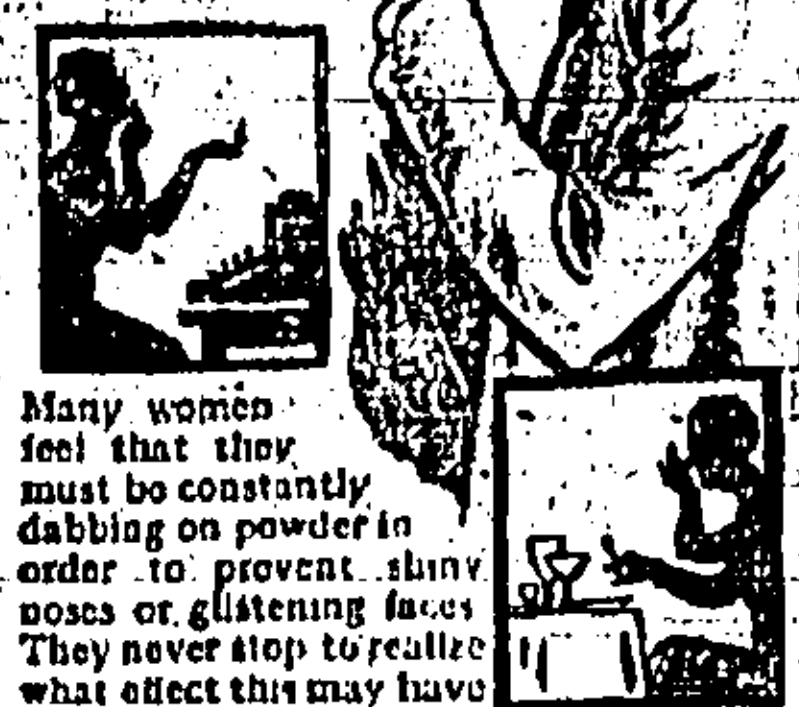 Many women
feel that they
must be constantly
dabbing on powder in
order to prevent shiny
noses or glistening faces
They never stop to realize
what effect this may have